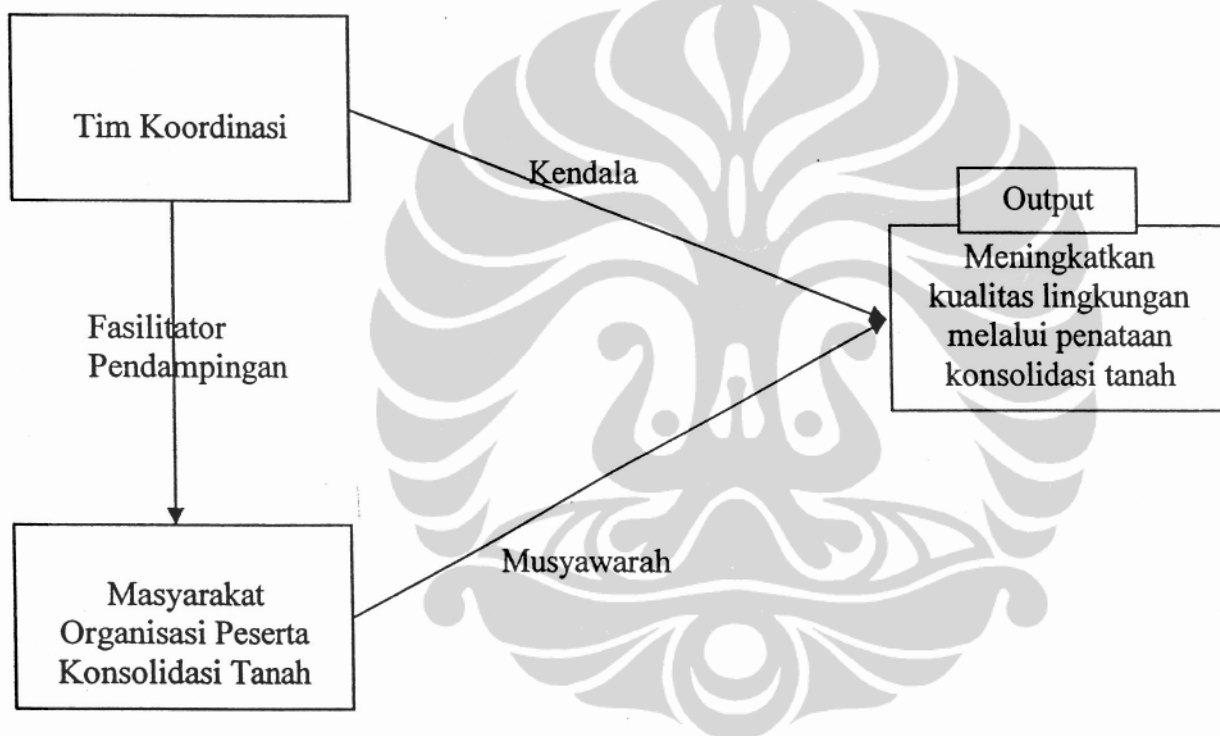 Tim Koordinasi
Kendala
Output
Meningkatkan
kualitas lingkungan
melalui penataan
konsolidasi tanah
Fasilitator
Pendampingan
Musyawarah
Masyarakat
Organisasi Peserta
Konsolidasi Tanah